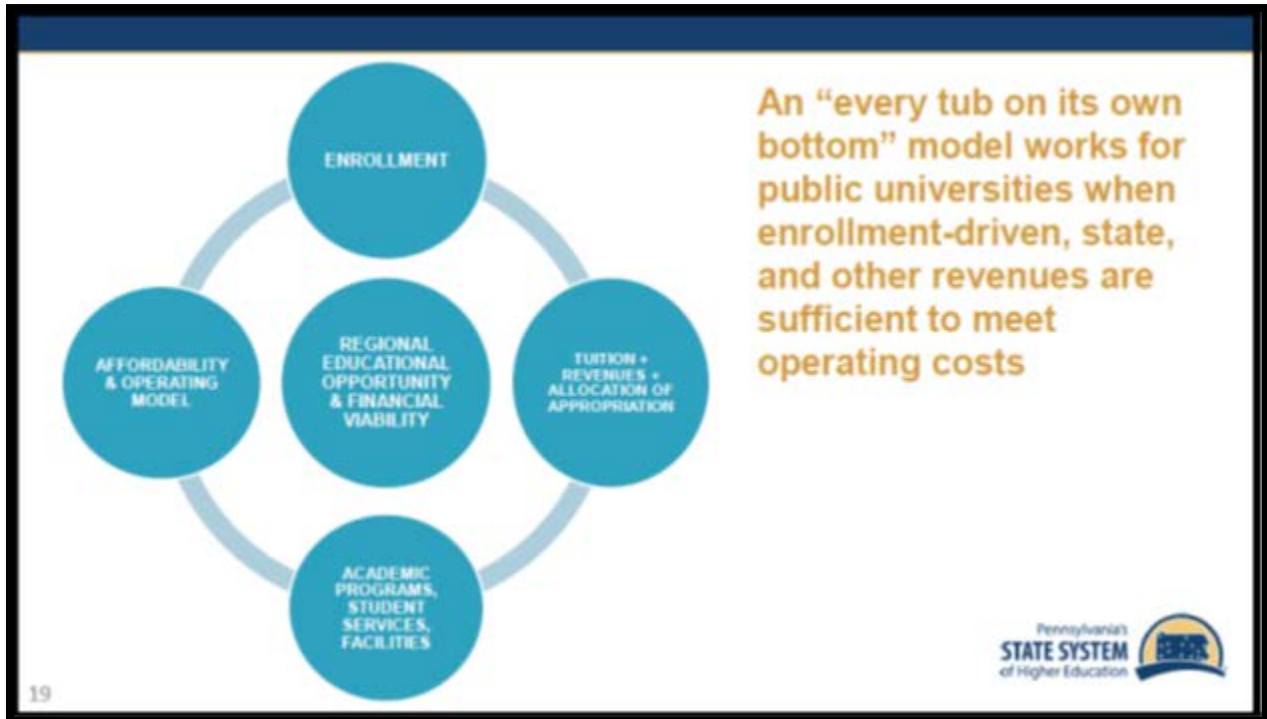 ENROLLMENT
An “every tub on its own
bottom” model works for
public universities when
enrollment-driven, state,
and other revenues are
sufficient to meet
operating costs
AFFORDABILITY
& OPERATING
MODEL
REGIONAL
EDUCATIONAL
OPPORTUNITY
& FINANCIAL
VIABILITY
TUITION +
REVENUES +
ALLOCATION OF
APPROPRIATION
ACADEMIC
PROGRAMS,
STUDENT
SERVICES,
FACILITIES
Pennsylvania's
STATE SYSTEM
of Higher Education
19